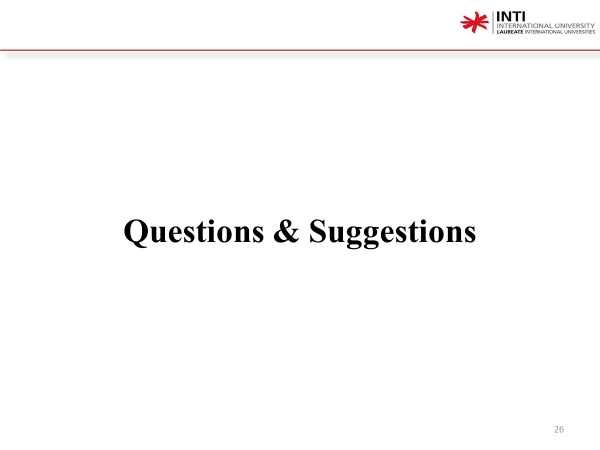 INTI
INTERNATIONAL UNIVERSITY
LAUREATE INTERNATIONAL UNIVERSITIES
Questions & Suggestions
26